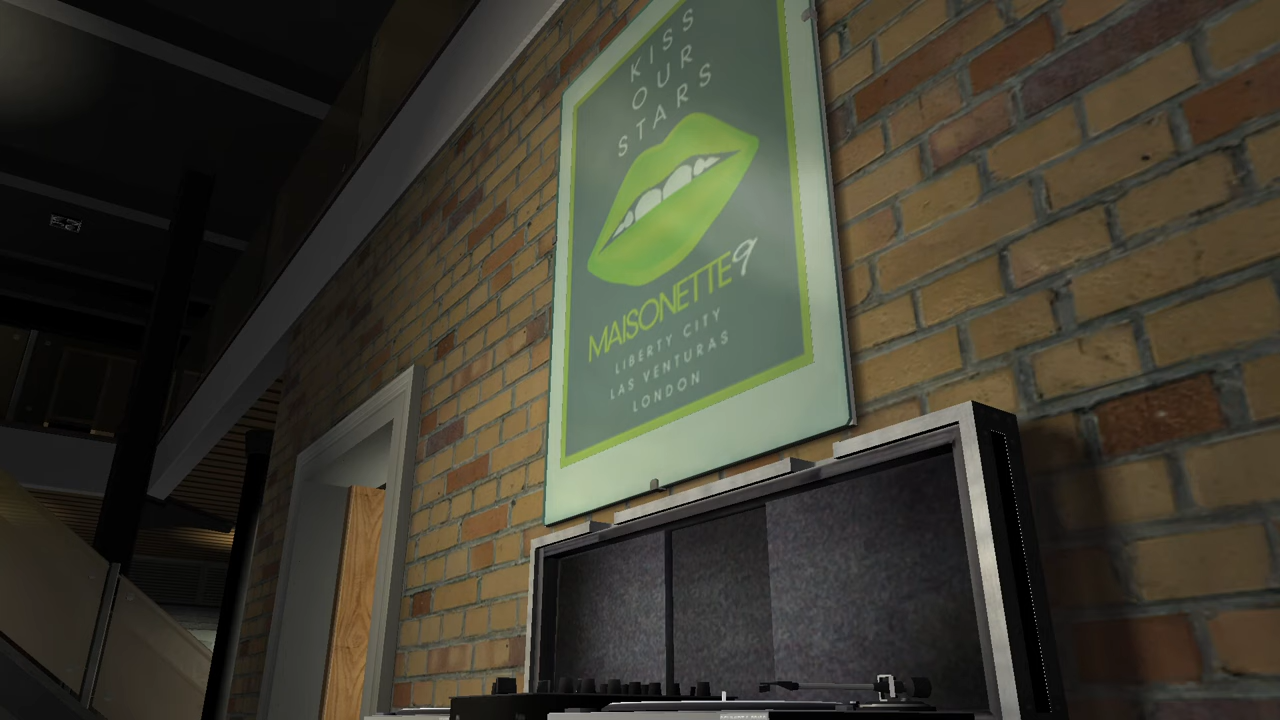 KISS
OUR
STARS
MAISONETTE9
LIBERTY CITY
LAS VENTURAS
LONDON